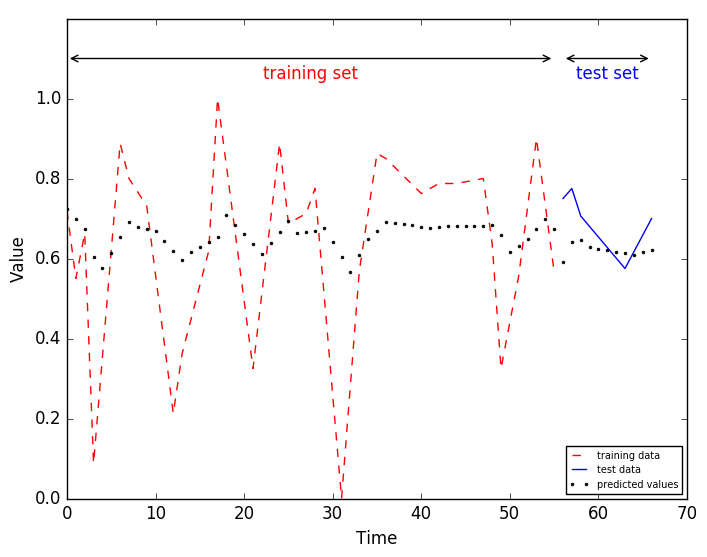 training set
test set
1.0
0.8
0.6
0.4
0.2
0.0
Value
0 10 20 30 40 50 60 70
Time
training data
test data
predicted values